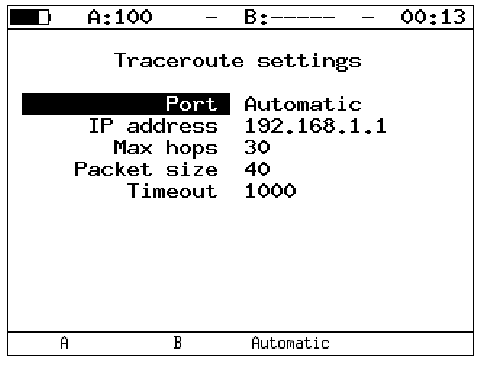 A:100 – B:––––– – 00:13
Traceroute settings
Port Automatic
IP address 192.168.1.1
Max hops 30
Packet size 40
Timeout 1000
A B Automatic